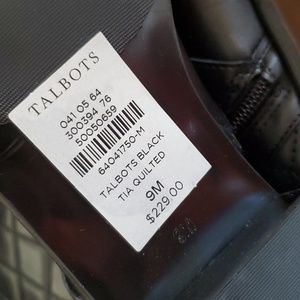 TALBOTS
041 05 64
300394 76
50050659
64041750-M
TALBOTS BLACK
TIA QUILTED
9M
$229.00